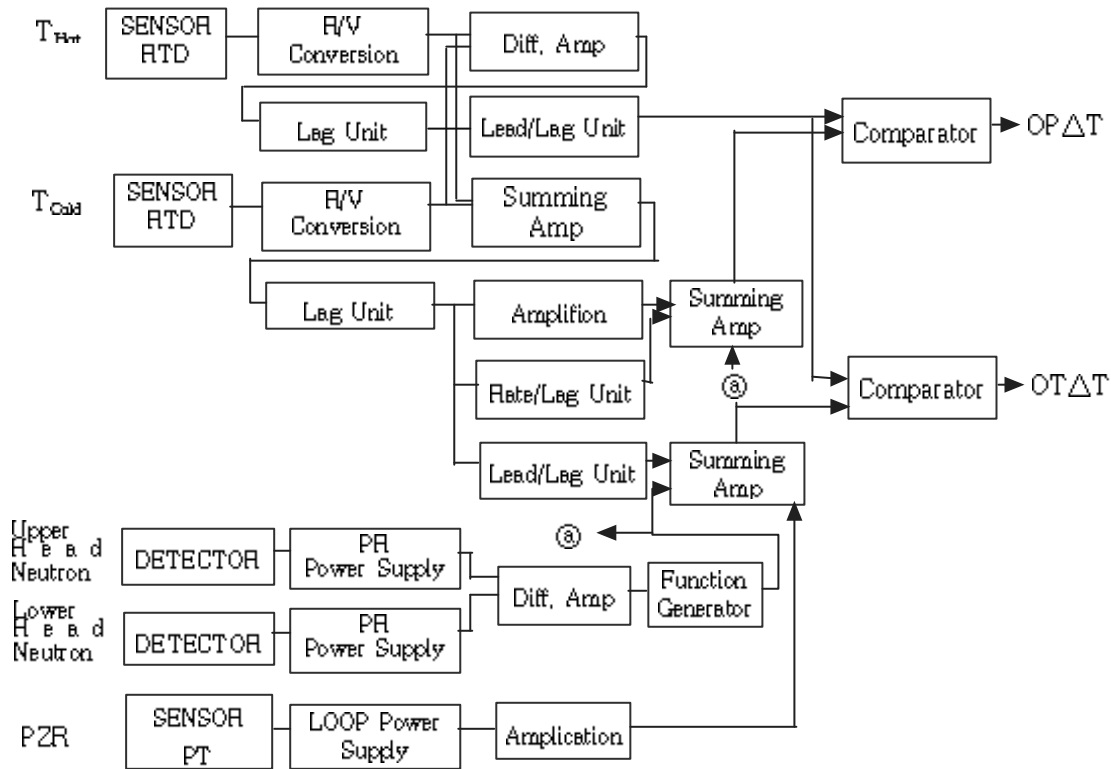 T Hot
SENSOR
RTD
R/V
Conversion
Diff, Amp
Lag Unit
Lead/Lag Unit
Comparator
OP△T
T Cold
SENSOR
RTD
R/V
Conversion
Summing
Amp
Lag Unit
Amplifion
Summing
Amp
Rate/Lag Unit
ⓐ
Comparator
OT△T
Lead/Lag Unit
Summing
Amp
ⓐ
Upper
Head
Neutron
DETECTOR
PR
Power Supply
Diff, Amp
Function
Generator
Lower
Head
Neutron
DETECTOR
PR
Power Supply
PZR
SENSOR
PT
LOOP Power
Supply
Amplication